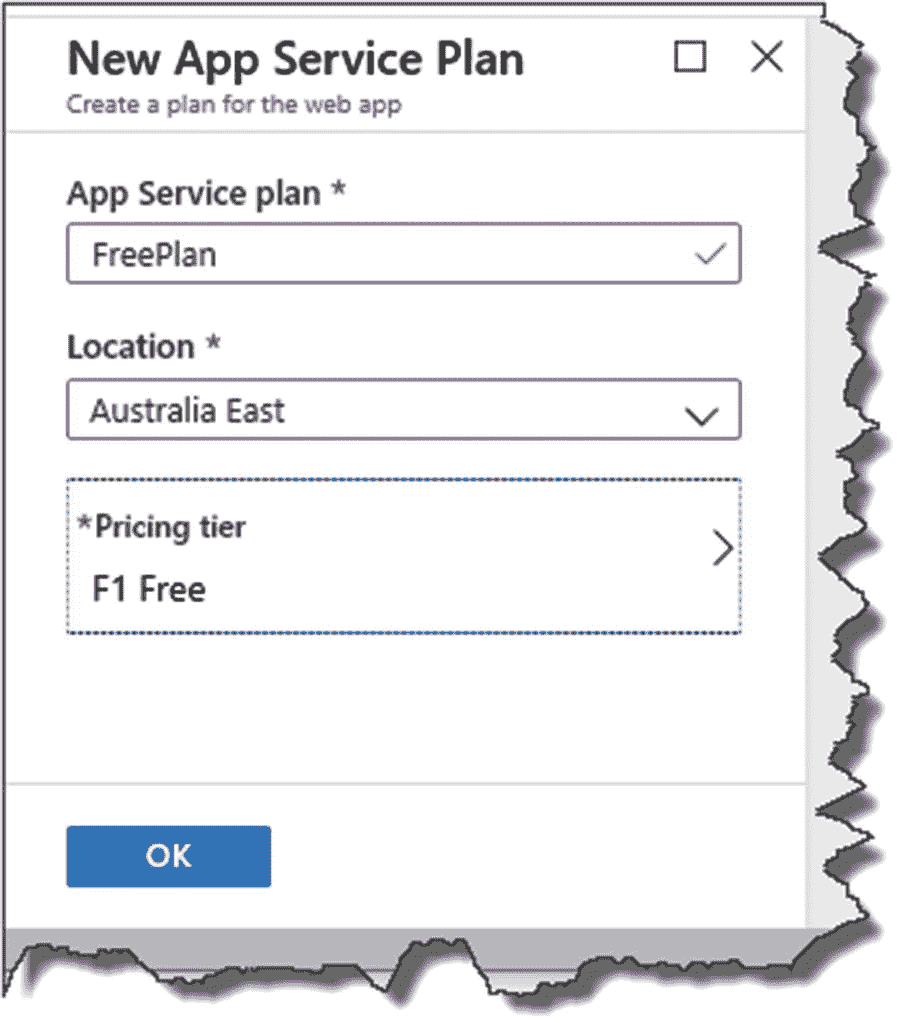 New App Service Plan
Create a plan for the web app
App Service plan *
FreePlan
Location *
Australia East
*Pricing tier
F1 Free
OK